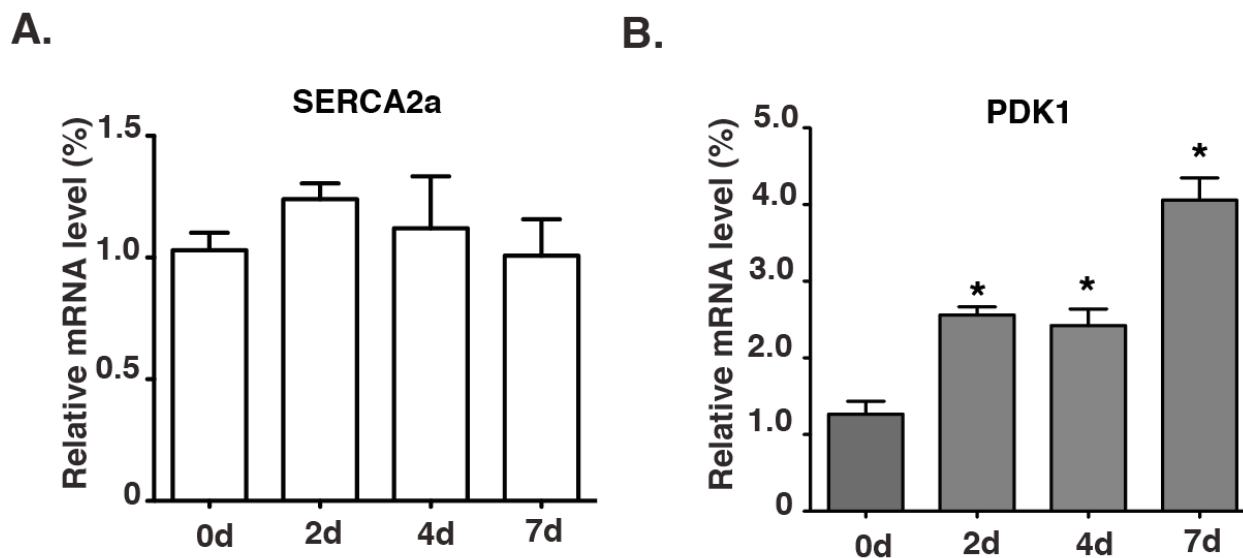 A.
SERCA2a
Relative mRNA level (%)
1.5
1.0
0.5
0
0d 2d 4d 7d
B.
PDK1
Relative mRNA level (%)
5.0
4.0
3.0
2.0
1.0
0
*
*
*
0d 2d 4d 7d